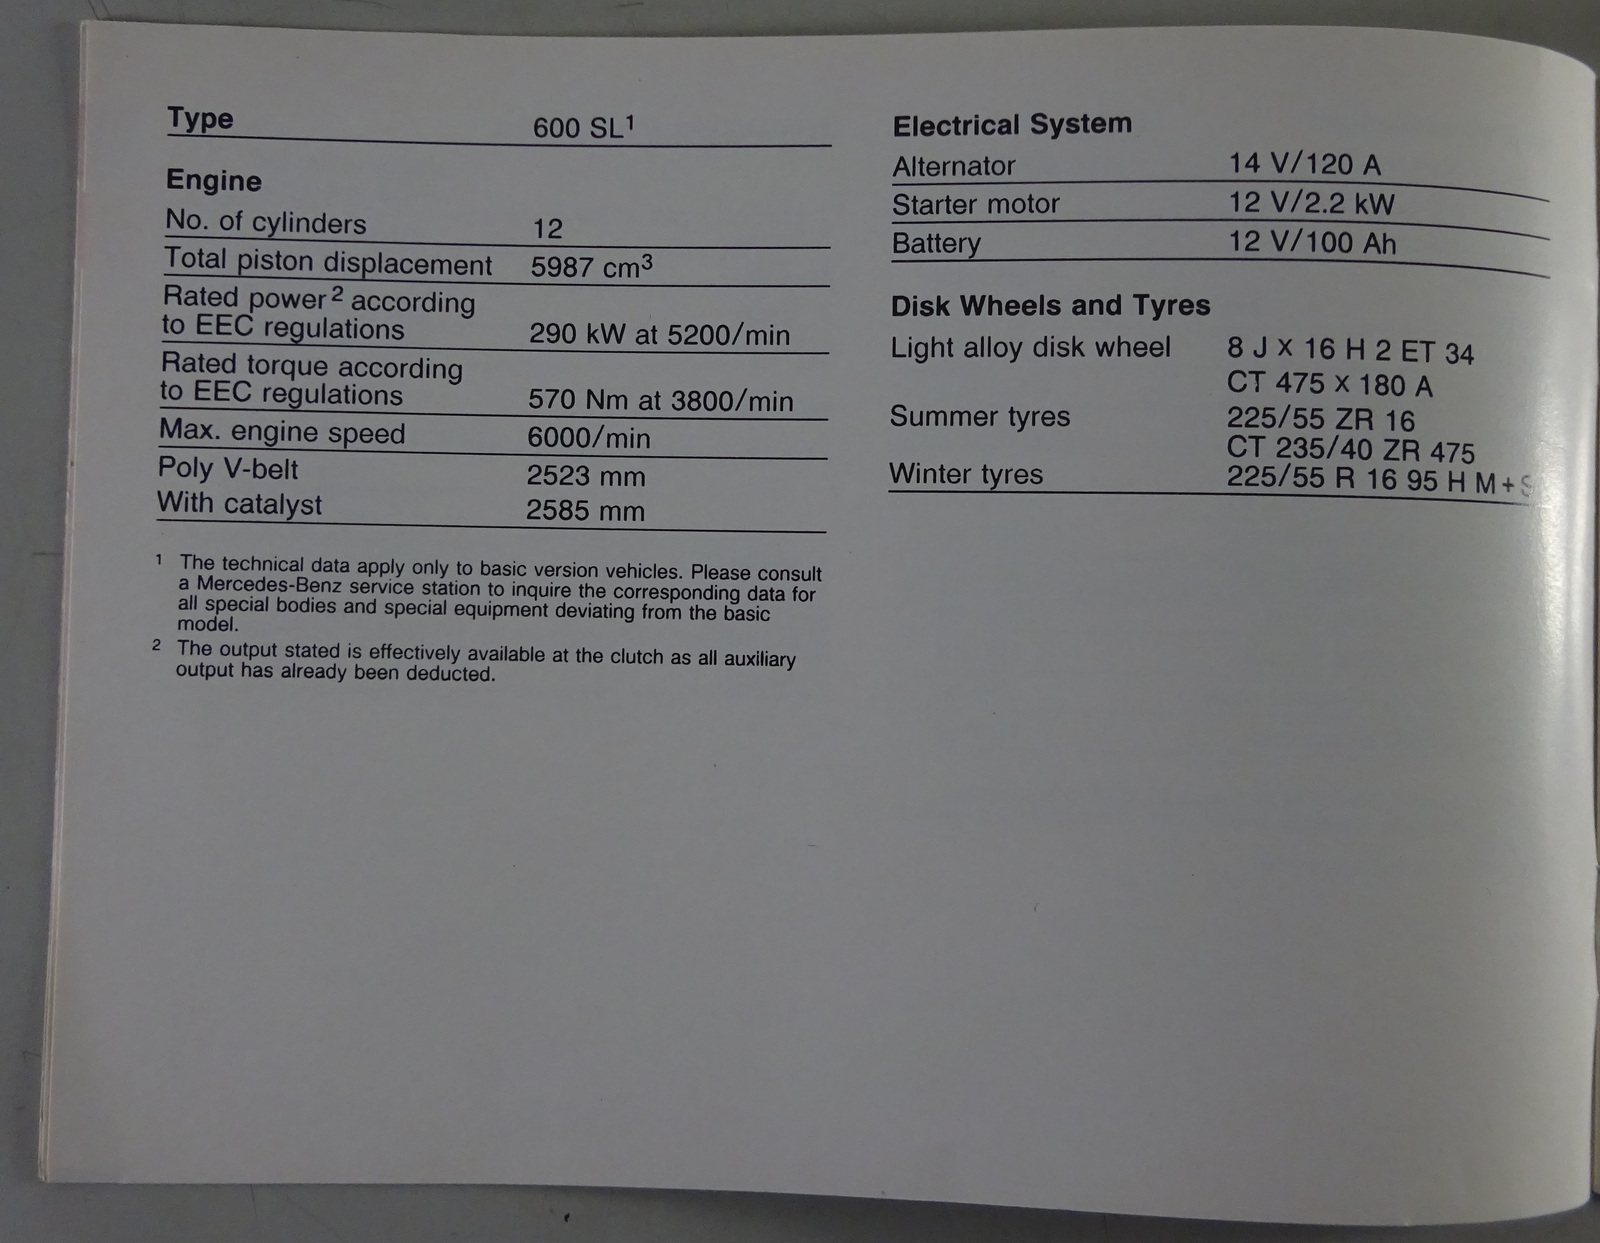 Type 600 SL¹
Engine
No. of cylinders 12
Total piston displacement 5987 cm³
Rated power² according
to EEC regulations 290 kW at 5200/min
Rated torque according
to EEC regulations 570 Nm at 3800/min
Max. engine speed 6000/min
Poly V-belt 2523 mm
With catalyst 2585 mm
¹ The technical data apply only to basic version vehicles. Please consult
a Mercedes-Benz service station to inquire the corresponding data for
all special bodies and special equipment deviating from the basic
model.
² The output stated is effectively available at the clutch as all auxiliary
output has already been deducted.
Electrical System
Alternator 14 V/120 A
Starter motor 12 V/2.2 kW
Battery 12 V/100 Ah
Disk Wheels and Tyres
Light alloy disk wheel 8 J X 16 H 2 ET 34
CT 475 X 180 A
Summer tyres 225/55 ZR 16
CT 235/40 ZR 475
Winter tyres 225/55 R 16 95 H M+S